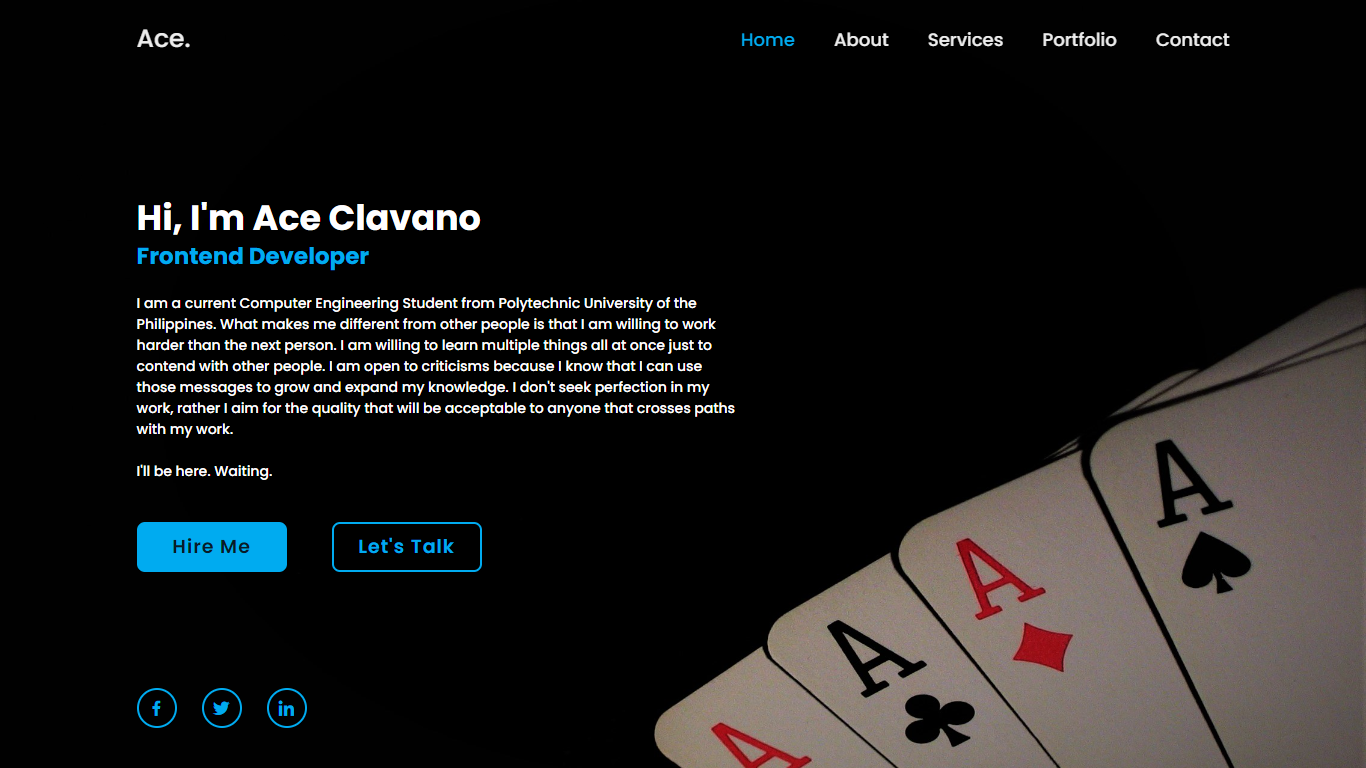 Ace.
Home About Services Portfolio Contact
Hi, I'm Ace Clavano
Frontend Developer
I am a current Computer Engineering Student from Polytechnic University of the
Philippines. What makes me different from other people is that I am willing to work
harder than the next person. I am willing to learn multiple things all at once just to
contend with other people. I am open to criticisms because I know that I can use
those messages to grow and expand my knowledge. I don't seek perfection in my
work, rather I aim for the quality that will be acceptable to anyone that crosses paths
with my work.
I'll be here. Waiting.
Hire Me Let's Talk
A
A
A
A